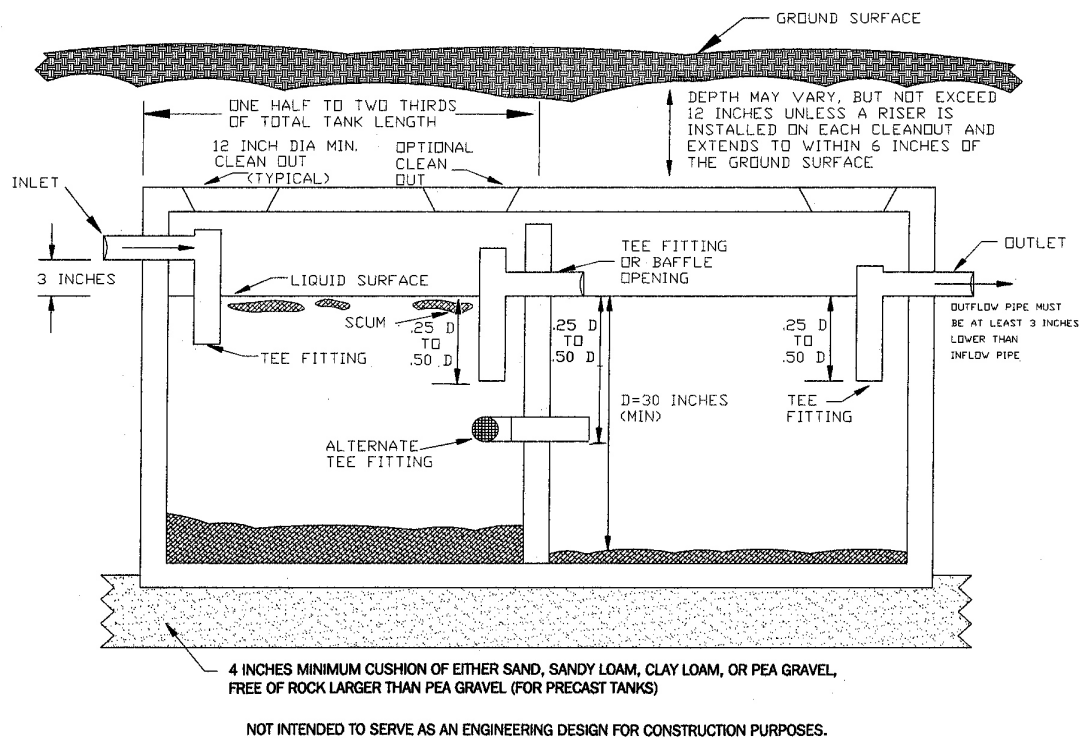 GROUND SURFACE
ONE HALF TO TWO THIRDS
OF TOTAL TANK LENGTH
DEPTH MAY VARY, BUT NOT EXCEED
12 INCHES UNLESS A RISER IS
INSTALLED ON EACH CLEANOUT AND
EXTENDS TO WITHIN 6 INCHES OF
THE GROUND SURFACE
12 INCH DIA MIN.
CLEAN OUT
(TYPICAL)
OPTIONAL
CLEAN
OUT
INLET
3 INCHES
LIQUID SURFACE
SCUM
TEE FITTING
.25 D
TO
.50 D
TEE FITTING
OR BAFFLE
OPENING
.25 D
TO
.50 D
D=30 INCHES
(MIN)
.25 D
TO
.50 D
OUTLET
OUTFLOW PIPE MUST
BE AT LEAST 3 INCHES
LOWER THAN
INFLOW PIPE
TEE
FITTING
ALTERNATE
TEE FITTING
4 INCHES MINIMUM CUSHION OF EITHER SAND, SANDY LOAM, CLAY LOAM, OR PEA GRAVEL,
FREE OF ROCK LARGER THAN PEA GRAVEL (FOR PRECAST TANKS)
NOT INTENDED TO SERVE AS AN ENGINEERING DESIGN FOR CONSTRUCTION PURPOSES.